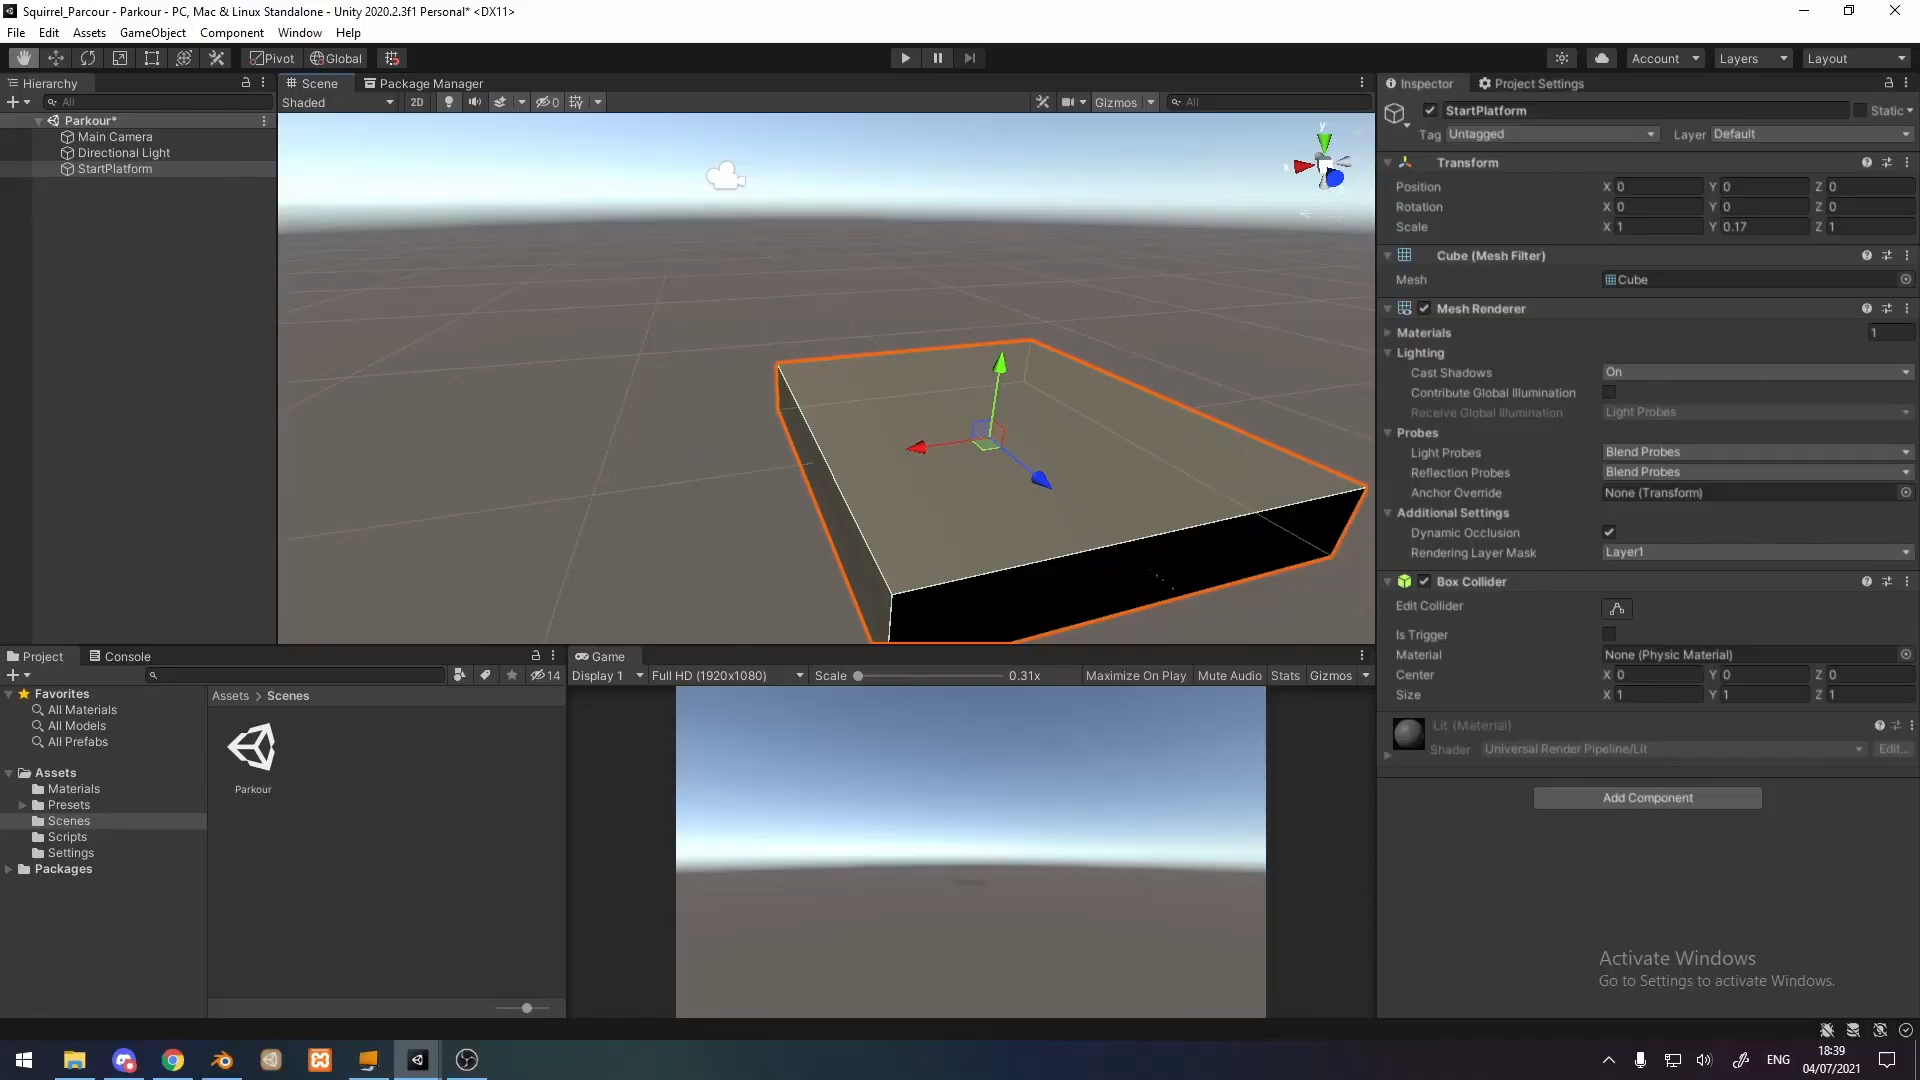 Squirrel_Parcour - Parkour - PC, Mac & Linux Standalone - Unity 2020.2.3f1 Personal* <DX11>
File Edit Assets GameObject Component Window Help
Pivot Global Account Layers Layout
Hierarchy
All
Parkour*
Main Camera
Directional Light
StartPlatform
Scene Package Manager
Shaded 2D 0 Gizmos All
y
x
Inspector Project Settings
StartPlatform Static
Tag Untagged Layer Default
Transform
Position X 0 Y 0 Z 0
Rotation X 0 Y 0 Z 0
Scale X 1 Y 0.17 Z 1
Cube (Mesh Filter)
Mesh Cube
Mesh Renderer
Materials 1
Lighting
Cast Shadows On
Contribute Global Illumination
Receive Global Illumination Light Probes
Probes
Light Probes Blend Probes
Reflection Probes Blend Probes
Anchor Override None (Transform)
Additional Settings
Dynamic Occlusion
Rendering Layer Mask Layer1
Box Collider
Edit Collider
Is Trigger
Material None (Physic Material)
Center X 0 Y 0 Z 0
Size X 1 Y 1 Z 1
Lit (Material)
Shader Universal Render Pipeline/Lit Edit...
Add Component
Project Console
14
Favorites
All Materials
All Models
All Prefabs
Assets
Materials
Presets
Scenes
Scripts
Settings
Packages
Assets > Scenes
Parkour
Game
Display 1 Full HD (1920x1080) Scale 0.31x Maximize On Play Mute Audio Stats Gizmos
Activate Windows
Go to Settings to activate Windows.
ENG
18:39
04/07/2021